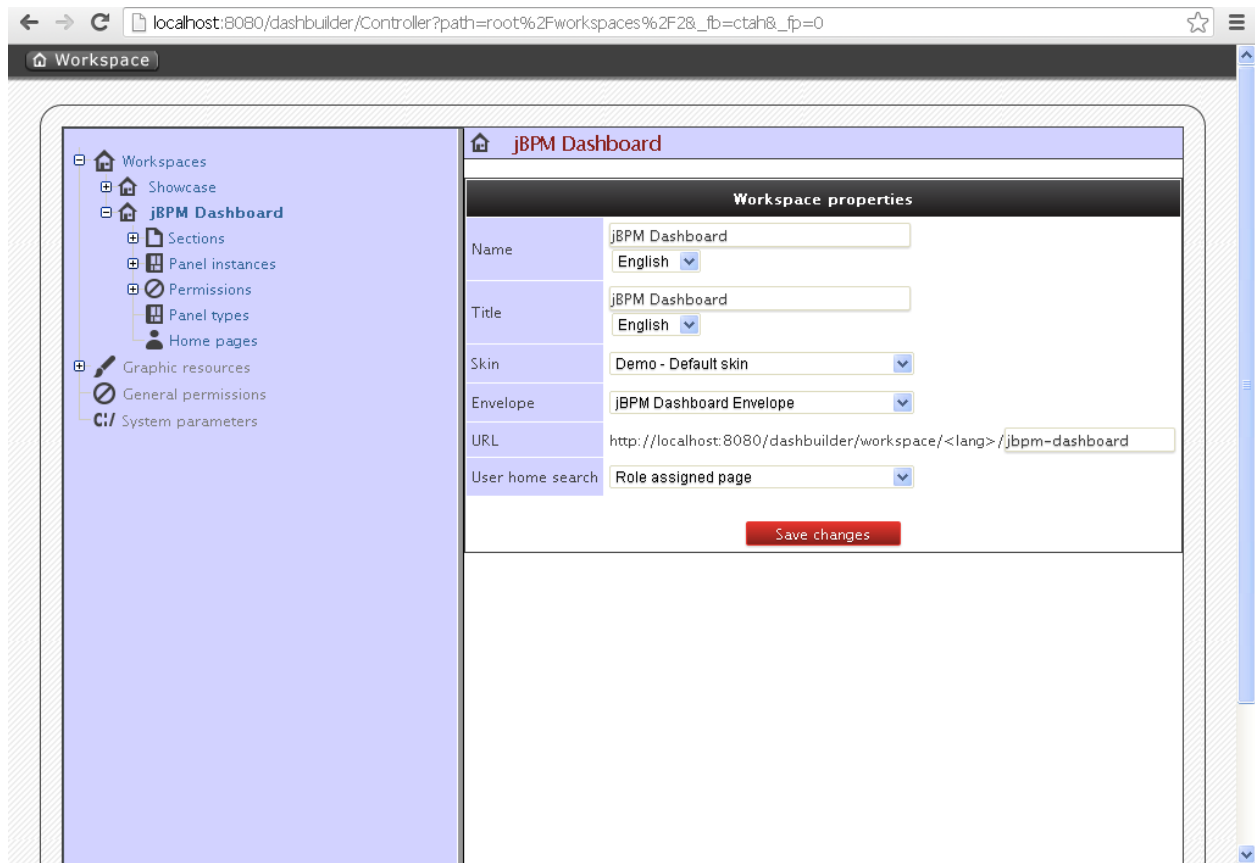 localhost:8080/dashbuilder/Controller?path=root%2Fworkspaces%2F2&_fb=ctah&_fp=0
Workspace
Workspaces
Showcase
jBPM Dashboard
Sections
Panel instances
Permissions
Panel types
Home pages
Graphic resources
General permissions
C:/ System parameters
jBPM Dashboard
Workspace properties
Name jBPM Dashboard
English
Title jBPM Dashboard
English
Skin Demo - Default skin
Envelope jBPM Dashboard Envelope
URL http://localhost:8080/dashbuilder/workspace/<lang>/jbpm-dashboard
User home search Role assigned page
Save changes